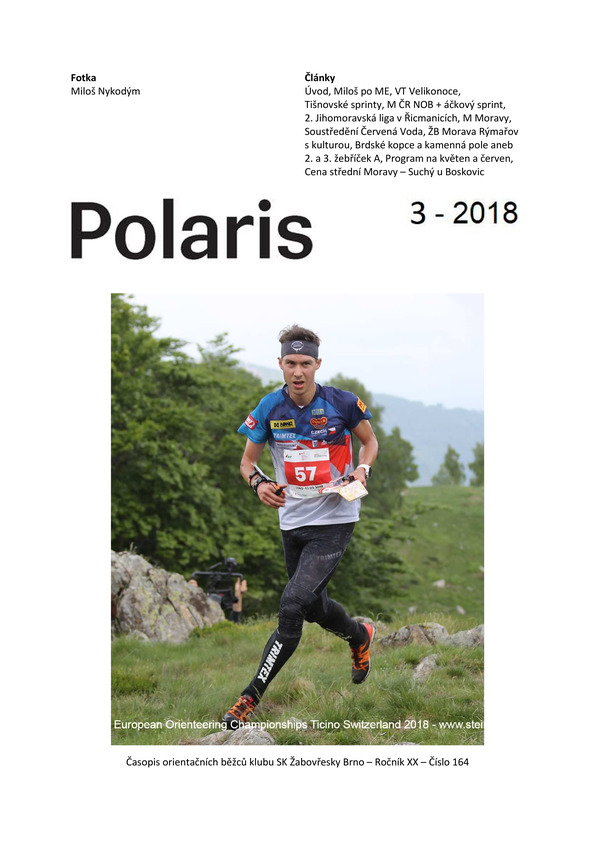 Fotka
Miloš Nykodým
Články
Úvod, Miloš po ME, VT Velikonoce,
Tišnovské sprinty, M ČR NOB + áčkový sprint,
2. Jihomoravská liga v Řicmanicích, M Moravy,
Soustředění Červená Voda, ŽB Morava Rýmařov
s kulturou, Brdské kopce a kamenná pole aneb
2. a 3. žebříček A, Program na květen a červen,
Cena střední Moravy – Suchý u Boskovic
Polaris
3 - 2018
TRIMTEL
57
TRIMTEX
TRIMTEX
European Orienteering Championships Ticino Switzerland 2018 - www.stei
Časopis orientačních běžců klubu SK Žabovřesky Brno – Ročník XX – Číslo 164